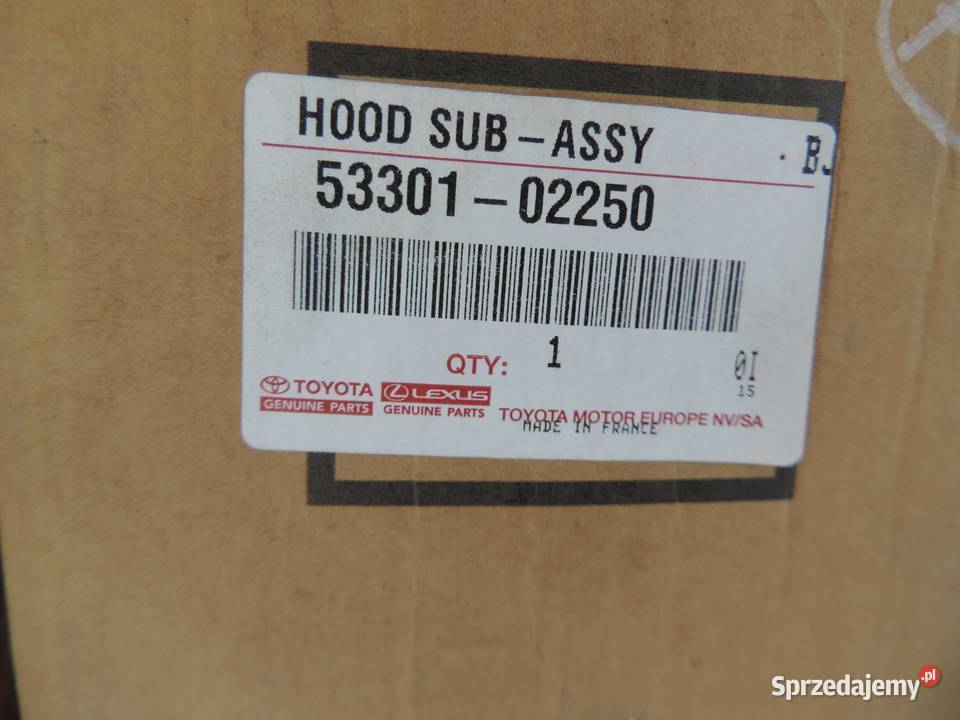 HOOD SUB-ASSY
53301-02250
QTY: 1
0I
15
TOYOTA
GENUINE PARTS
LEXUS
GENUINE PARTS
TOYOTA MOTOR EUROPE NV/SA
MADE IN FRANCE
Sprzedajemy.pl